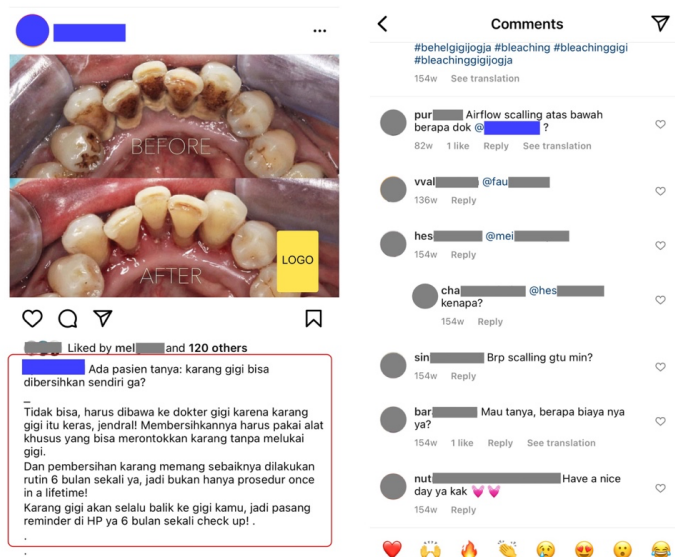 BEFORE
AFTER
LOGO
Liked by mel and 120 others
Ada pasien tanya: karang gigi bisa
dibersihkan sendiri ga?
_
Tidak bisa, harus dibawa ke dokter gigi karena karang
gigi itu keras, jendral! Membersihkannya harus pakai alat
khusus yang bisa merontokkan karang tanpa melukai
gigi.
Dan pembersihan karang memang sebaiknya dilakukan
rutin 6 bulan sekali ya, jadi bukan hanya prosedur once
in a lifetime!
Karang gigi akan selalu balik ke gigi kamu, jadi pasang
reminder di HP ya 6 bulan sekali check up! .
.
.
Comments
#behelgigijogja #bleaching #bleachinggigi
#bleachinggigijogja
154w See translation
pur Airflow scalling atas bawah
berapa dok @ ?
82w 1 like Reply See translation
vval @fau
136w Reply
hes @mei
154w Reply
cha @hes
kenapa?
154w Reply
sin Brp scalling gtu min?
154w Reply
bar Mau tanya, berapa biaya nya
ya?
154w 1 like Reply See translation
nut Have a nice
day ya kak 💓💓
154w Reply